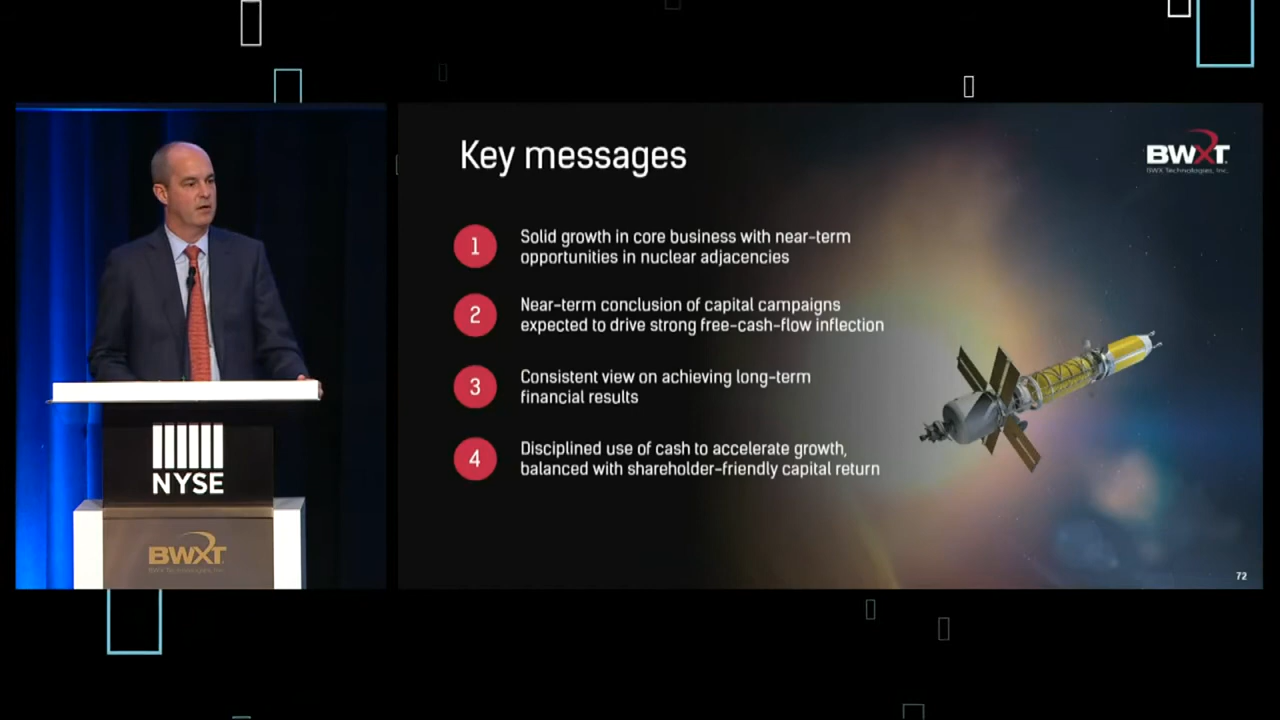 Key messages
BWXT
BWX Technologies, Inc.
1
Solid growth in core business with near-term
opportunities in nuclear adjacencies
2
Near-term conclusion of capital campaigns
expected to drive strong free-cash-flow inflection
3
Consistent view on achieving long-term
financial results
4
Disciplined use of cash to accelerate growth,
balanced with shareholder-friendly capital return
72
NYSE
BWXT
BWX Technologies, Inc.